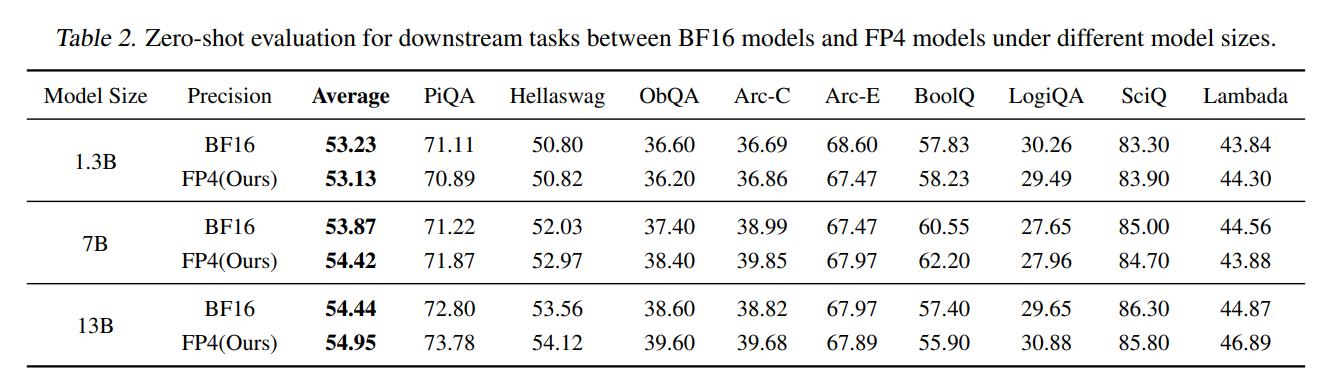 Table 2. Zero-shot evaluation for downstream tasks between BF16 models and FP4 models under different model sizes.
Model Size Precision Average PiQA Hellaswag ObQA Arc-C Arc-E BoolQ LogiQA SciQ Lambada
1.3B BF16 53.23 71.11 50.80 36.60 36.69 68.60 57.83 30.26 83.30 43.84
FP4(Ours) 53.13 70.89 50.82 36.20 36.86 67.47 58.23 29.49 83.90 44.30
7B BF16 53.87 71.22 52.03 37.40 38.99 67.47 60.55 27.65 85.00 44.56
FP4(Ours) 54.42 71.87 52.97 38.40 39.85 67.97 62.20 27.96 84.70 43.88
13B BF16 54.44 72.80 53.56 38.60 38.82 67.97 57.40 29.65 86.30 44.87
FP4(Ours) 54.95 73.78 54.12 39.60 39.68 67.89 55.90 30.88 85.80 46.89